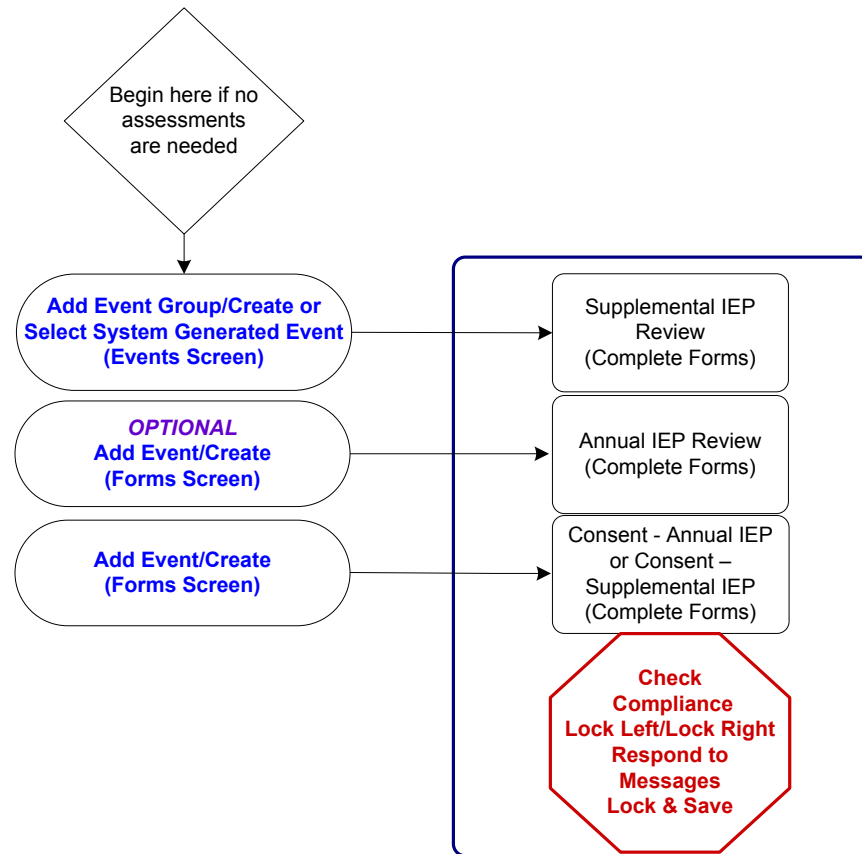 Begin here if no
assessments
are needed
Add Event Group/Create or
Select System Generated Event
(Events Screen)
Supplemental IEP
Review
(Complete Forms)
OPTIONAL
Add Event/Create
(Forms Screen)
Annual IEP Review
(Complete Forms)
Add Event/Create
(Forms Screen)
Consent - Annual IEP
or Consent –
Supplemental IEP
(Complete Forms)
Check
Compliance
Lock Left/Lock Right
Respond to
Messages
Lock & Save